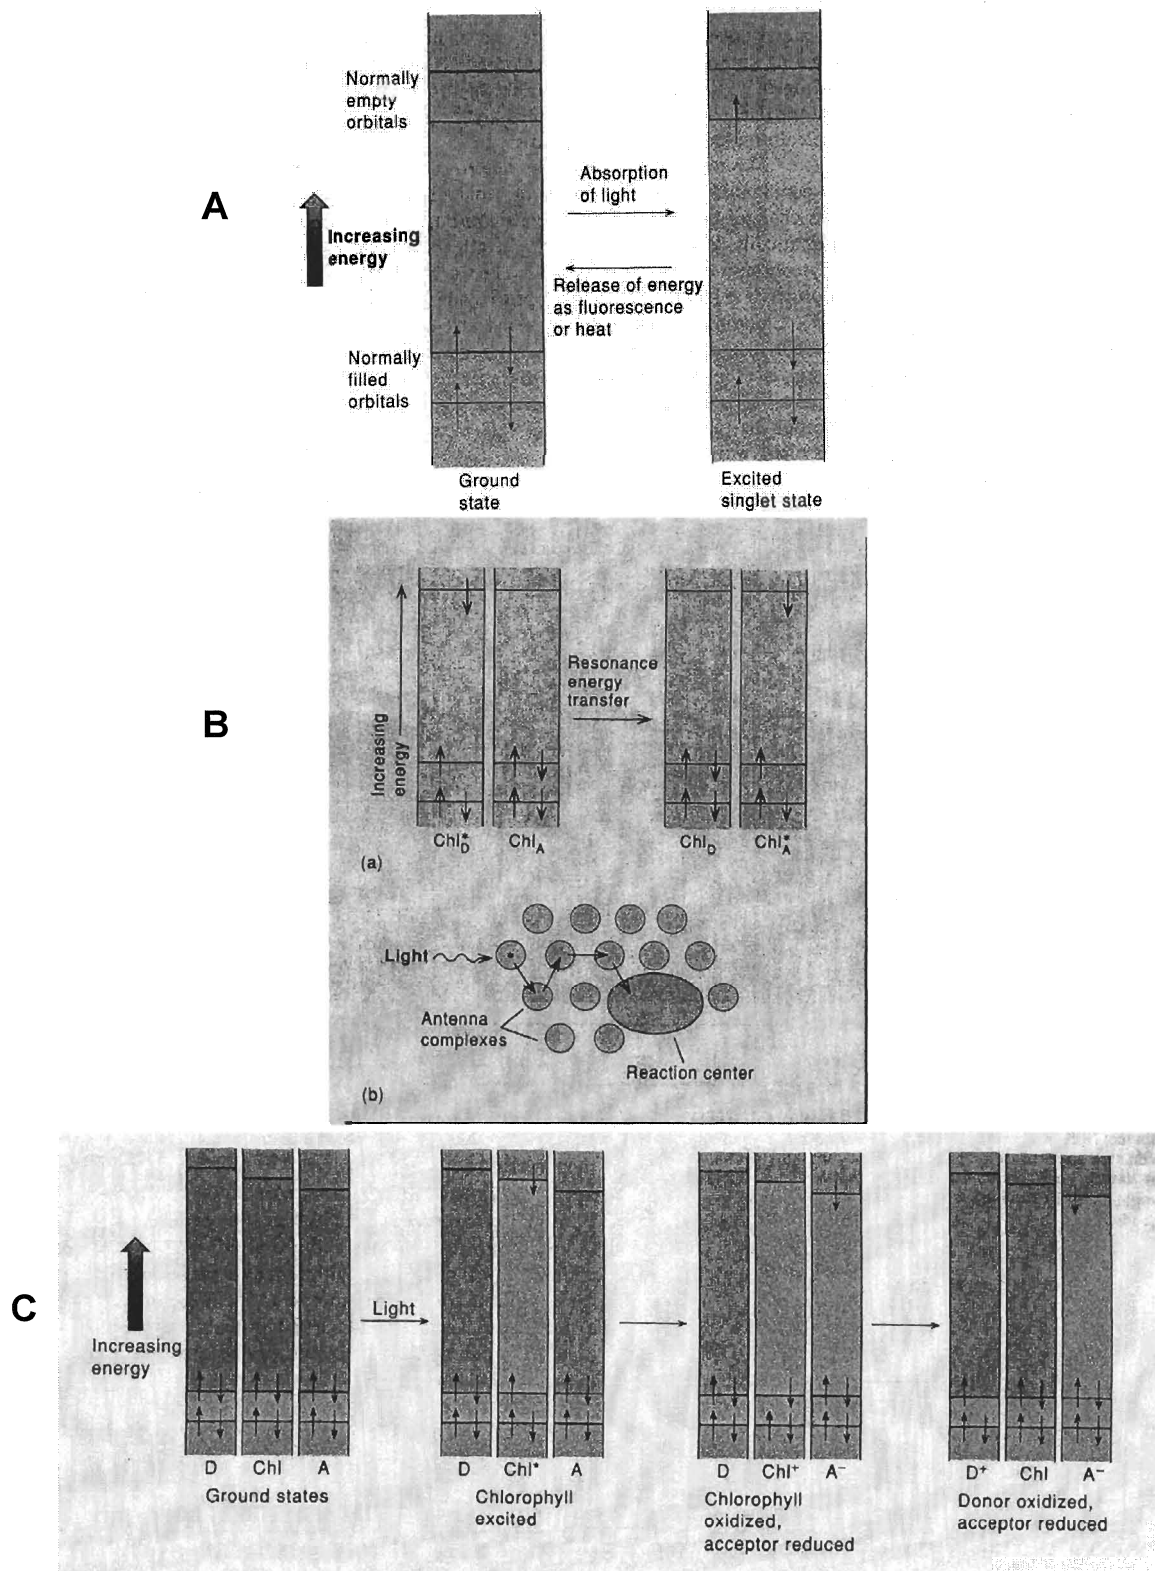 A
Normally
empty
orbitals
Increasing
energy
Normally
filled
orbitals
Absorption
of light
Release of energy
as fluorescence
or heat
Ground
state
Excited
singlet state
B
Increasing
energy
Resonance
energy
transfer
Chl*D
ChlA
ChlD
Chl*A
(a)
Light
Antenna
complexes
Reaction center
(b)
C
Increasing
energy
Light
D Chl A
Ground states
D Chl* A
Chlorophyll
excited
D Chl+ A−
Chlorophyll
oxidized,
acceptor reduced
D+ Chl A−
Donor oxidized,
acceptor reduced